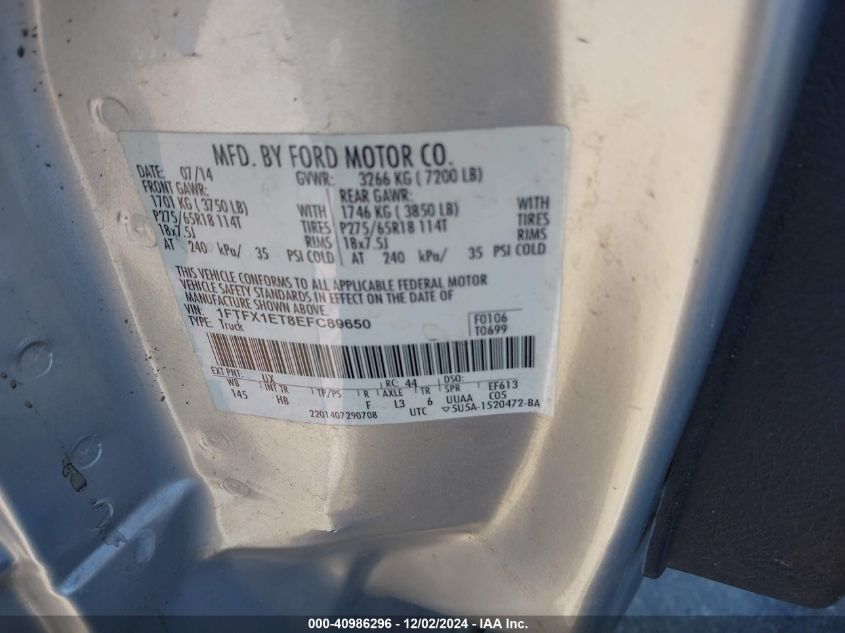 MFD. BY FORD MOTOR CO.
DATE: 07/14 GVWR: 3266 KG ( 7200 LB)
FRONT GAWR: REAR GAWR:
1701 KG ( 3750 LB) WITH 1746 KG ( 3850 LB) WITH
P275/65R18 114T TIRES P275/65R18 114T TIRES
18x7.5J RIMS 18x7.5J RIMS
AT 240 kPa/ 35 PSI COLD AT 240 kPa/ 35 PSI COLD
THIS VEHICLE CONFORMS TO ALL APPLICABLE FEDERAL MOTOR
VEHICLE SAFETY STANDARDS IN EFFECT ON THE DATE OF
MANUFACTURE SHOWN ABOVE.
VIN: 1FTFX1ET8EFC89650 F0106
TYPE: Truck T0699
EXT PNT: UX RC: 44 DSO:
WB INT TR TP/PS R AXLE TR SPR EF613
145 HB F L3 6 UUAA C05
2201407290708 UTC ▽5U5A-1520472-BA
000-40986296 - 12/02/2024 - IAA Inc.